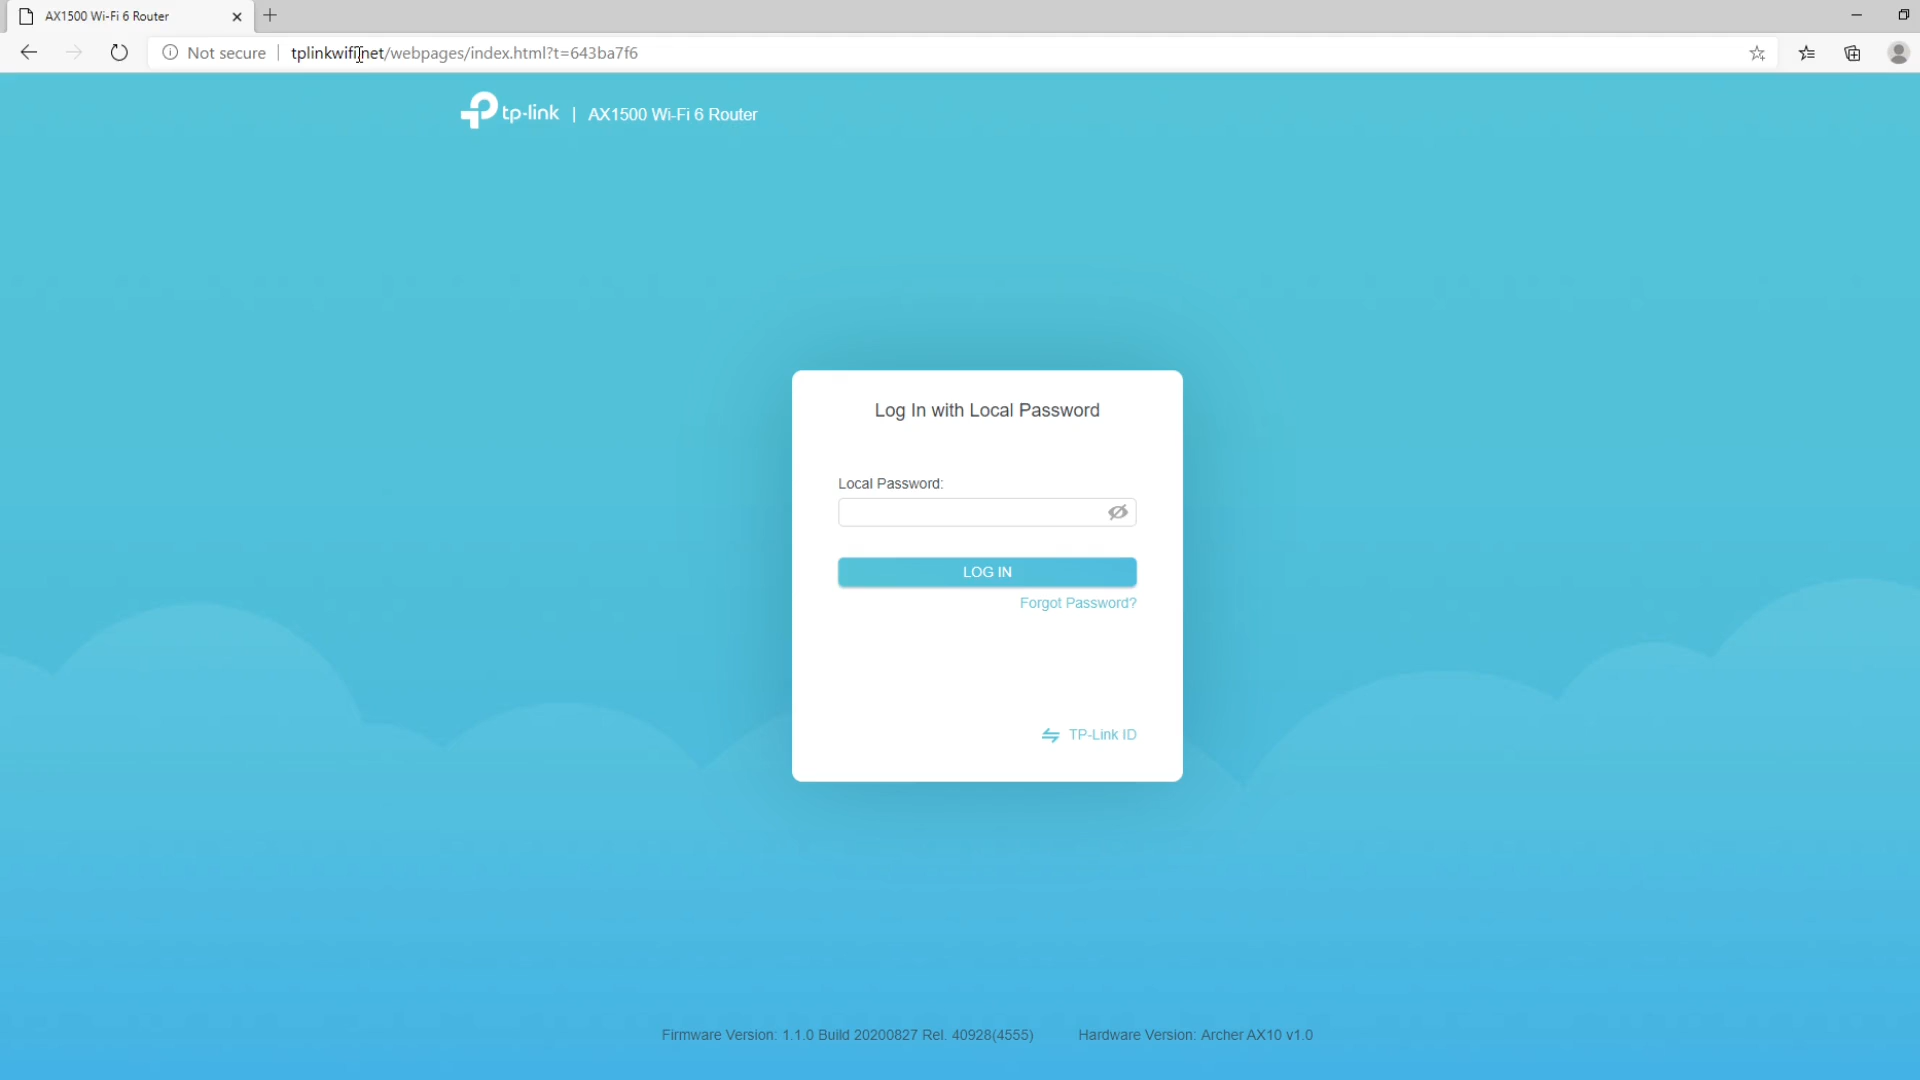 AX1500 Wi-Fi 6 Router
Not secure | tplinkwifi.net/webpages/index.html?t=643ba7f6
tp-link | AX1500 Wi-Fi 6 Router
Log In with Local Password
Local Password:
LOG IN
Forgot Password?
TP-Link ID
Firmware Version: 1.1.0 Build 20200827 Rel. 40928(4555) Hardware Version: Archer AX10 v1.0